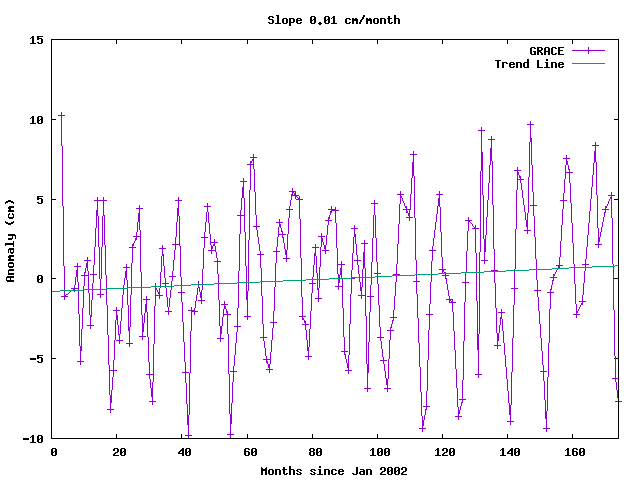 Slope 0.01 cm/month
15
GRACE
Trend Line
10
5
0
-5
-10
Anomaly (cm)
0 20 40 60 80 100 120 140 160
Months since Jan 2002